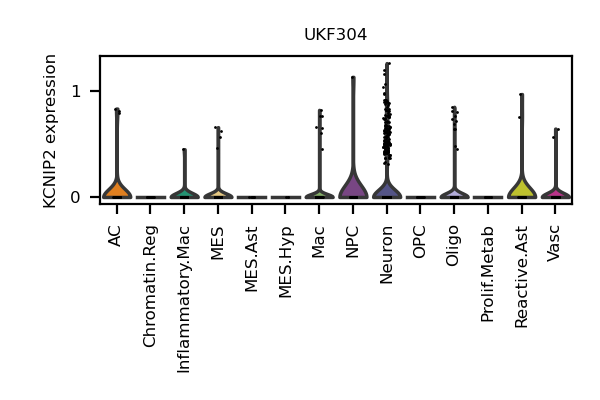 UKF304
KCNIP2 expression
1
0
AC
Chromatin.Reg
Inflammatory.Mac
MES
MES.Ast
MES.Hyp
Mac
NPC
Neuron
OPC
Oligo
Prolif.Metab
Reactive.Ast
Vasc